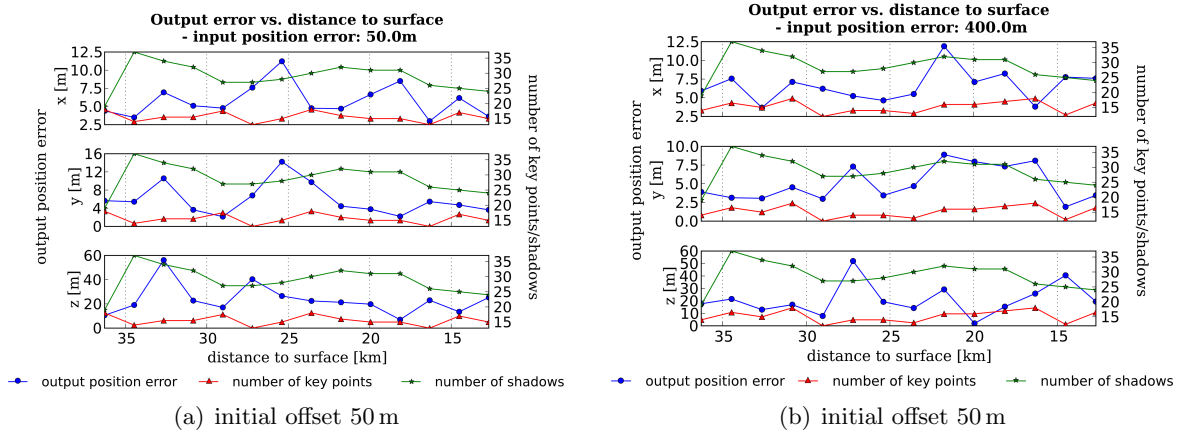 Output error vs. distance to surface
- input position error: 50.0m
output position error
x [m]
12.5
10.0
7.5
5.0
2.5
35
30
25
20
15
y [m]
16
12
8
4
0
35
30
25
20
15
z [m]
60
40
20
0
35
30
25
20
15
number of key points/shadows
35
30
25
20
15
distance to surface [km]
output position error
number of key points
number of shadows
(a) initial offset 50 m
Output error vs. distance to surface
- input position error: 400.0m
output position error
x [m]
12.5
10.0
7.5
5.0
2.5
35
30
25
20
15
y [m]
10.0
7.5
5.0
2.5
0.0
35
30
25
20
15
z [m]
60
50
40
30
20
10
0
35
30
25
20
15
number of key points/shadows
35
30
25
20
15
distance to surface [km]
output position error
number of key points
number of shadows
(b) initial offset 50 m